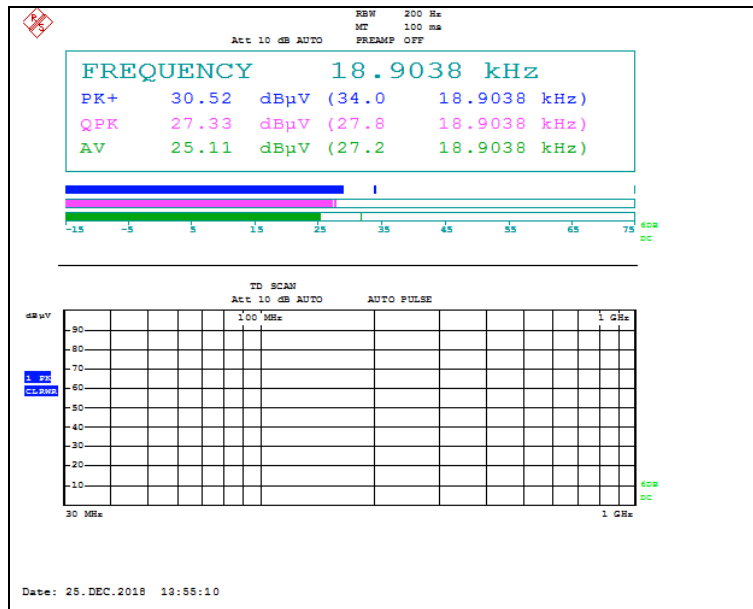 R S
RBW 200 Hz
MT 100 ms
Att 10 dB AUTO PREAMP OFF
FREQUENCY 18.9038 kHz
PK+ 30.52 dBµV (34.0 18.9038 kHz)
QPK 27.33 dBµV (27.8 18.9038 kHz)
AV 25.11 dBµV (27.2 18.9038 kHz)
-15 -5 5 15 25 35 45 55 65 75
6DB
DC
TD SCAN
Att 10 dB AUTO AUTO PULSE
dBµV
100 MHz 1 GHz
90
80
70
1 PK
CLRWR
60
50
40
30
20
10
6DB
DC
30 MHz 1 GHz
Date: 25.DEC.2018 13:55:10